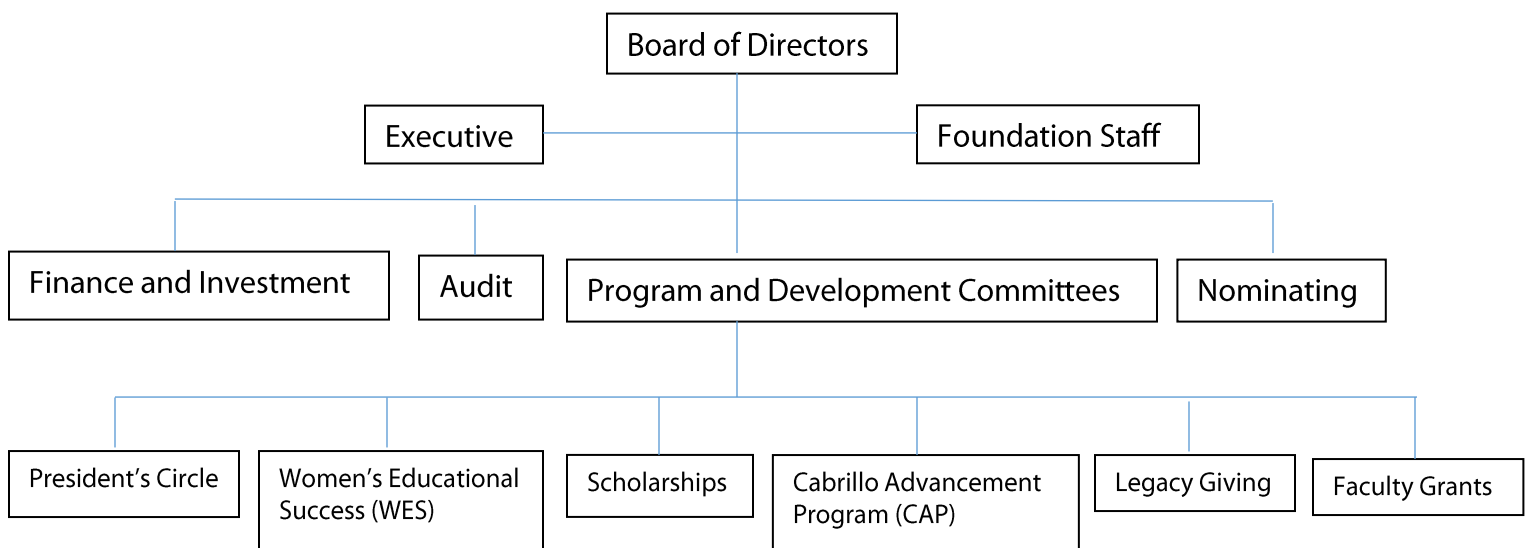 Board of Directors
Executive
Foundation Staff
Finance and Investment
Audit
Program and Development Committees
Nominating
President’s Circle
Women’s Educational
Success (WES)
Scholarships
Cabrillo Advancement
Program (CAP)
Legacy Giving
Faculty Grants